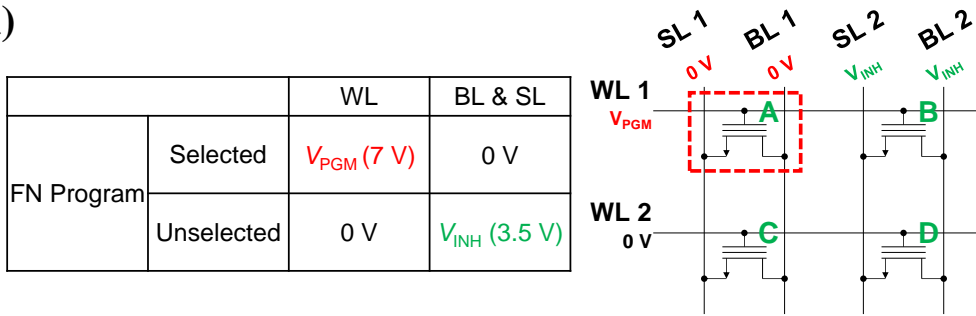 )
WL BL & SL
FN Program
Selected V_PGM (7 V) 0 V
Unselected 0 V V_INH (3.5 V)
SL 1 BL 1 SL 2 BL 2
0 V 0 V V_INH V_INH
WL 1
V_PGM
A B
WL 2
0 V
C D